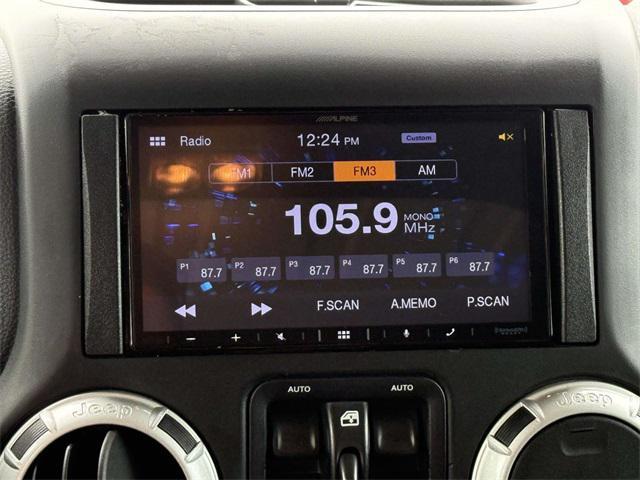 ALPINE
Radio 12:24 PM Custom
FM1 FM2 FM3 AM
105.9 MONO MHz
P1 87.7 P2 87.7 P3 87.7 P4 87.7 P5 87.7 P6 87.7
F.SCAN A.MEMO P.SCAN
SiriusXM
AUTO AUTO
Jeep Jeep